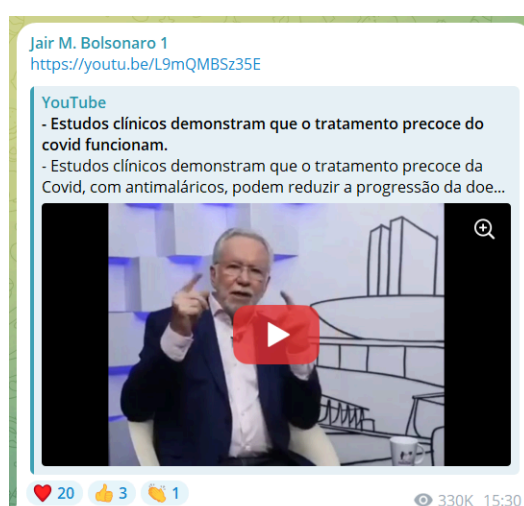 Jair M. Bolsonaro 1
https://youtu.be/L9mQMBSz35E
YouTube
- Estudos clínicos demonstram que o tratamento precoce do
covid funcionam.
- Estudos clínicos demonstram que o tratamento precoce da
Covid, com antimaláricos, podem reduzir a progressão da doe...
20 3 1
330K 15:30